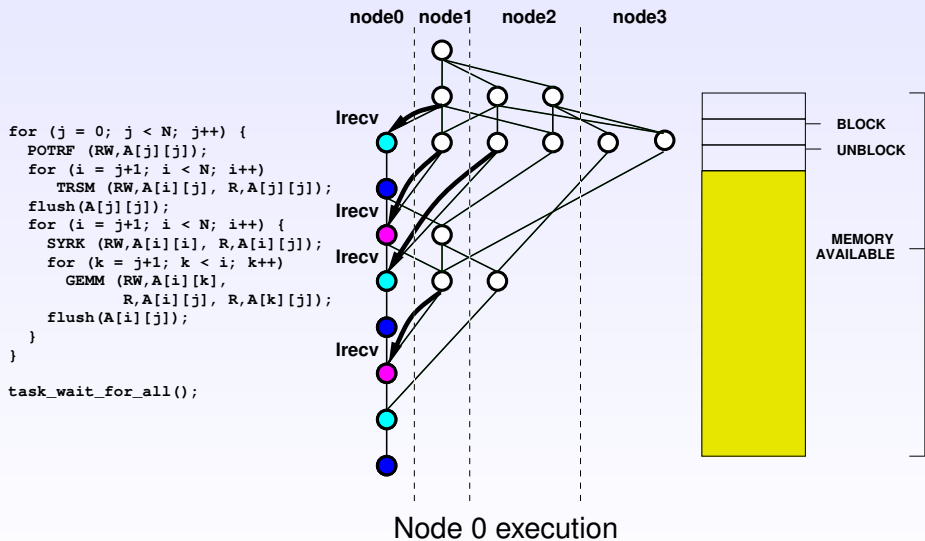 node0 node1 node2 node3
Irecv
Irecv
Irecv
Irecv
for (j = 0; j < N; j++) {
POTRF (RW,A[j][j]);
for (i = j+1; i < N; i++)
TRSM (RW,A[i][j], R,A[j][j]);
flush(A[j][j]);
for (i = j+1; i < N; i++) {
SYRK (RW,A[i][i], R,A[i][j]);
for (k = j+1; k < i; k++)
GEMM (RW,A[i][k],
R,A[i][j], R,A[k][j]);
flush(A[i][j]);
}
}
task_wait_for_all();
BLOCK
UNBLOCK
MEMORY
AVAILABLE
Node 0 execution